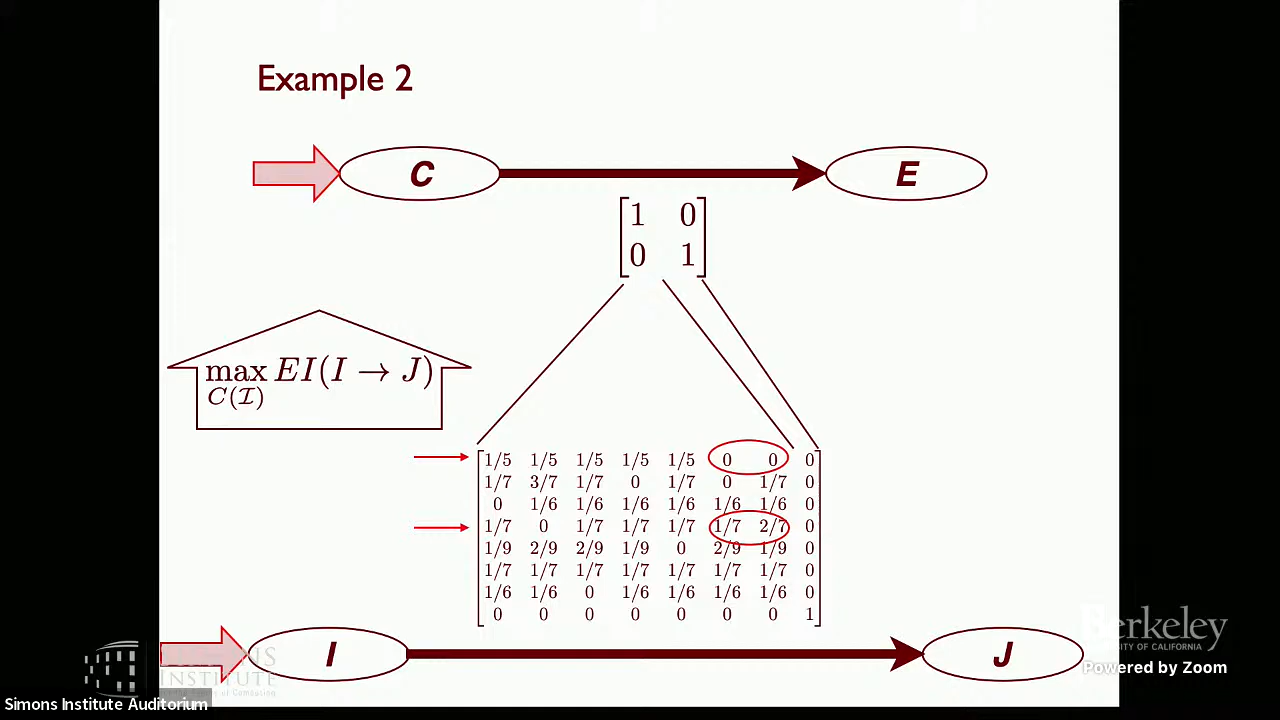 Example 2
C
E
1 0
0 1
max EI(I → J)
C(I)
1/5 1/5 1/5 1/5 1/5 0 0 0
1/7 3/7 1/7 0 1/7 0 1/7 0
0 1/6 1/6 1/6 1/6 1/6 1/6 0
1/7 0 1/7 1/7 1/7 1/7 2/7 0
1/9 2/9 2/9 1/9 0 2/9 1/9 0
1/7 1/7 1/7 1/7 1/7 1/7 1/7 0
1/6 1/6 0 1/6 1/6 1/6 1/6 0
0 0 0 0 0 0 0 1
I
J
INSTITUTE
Berkeley
Powered by Zoom
Simons Institute Auditorium